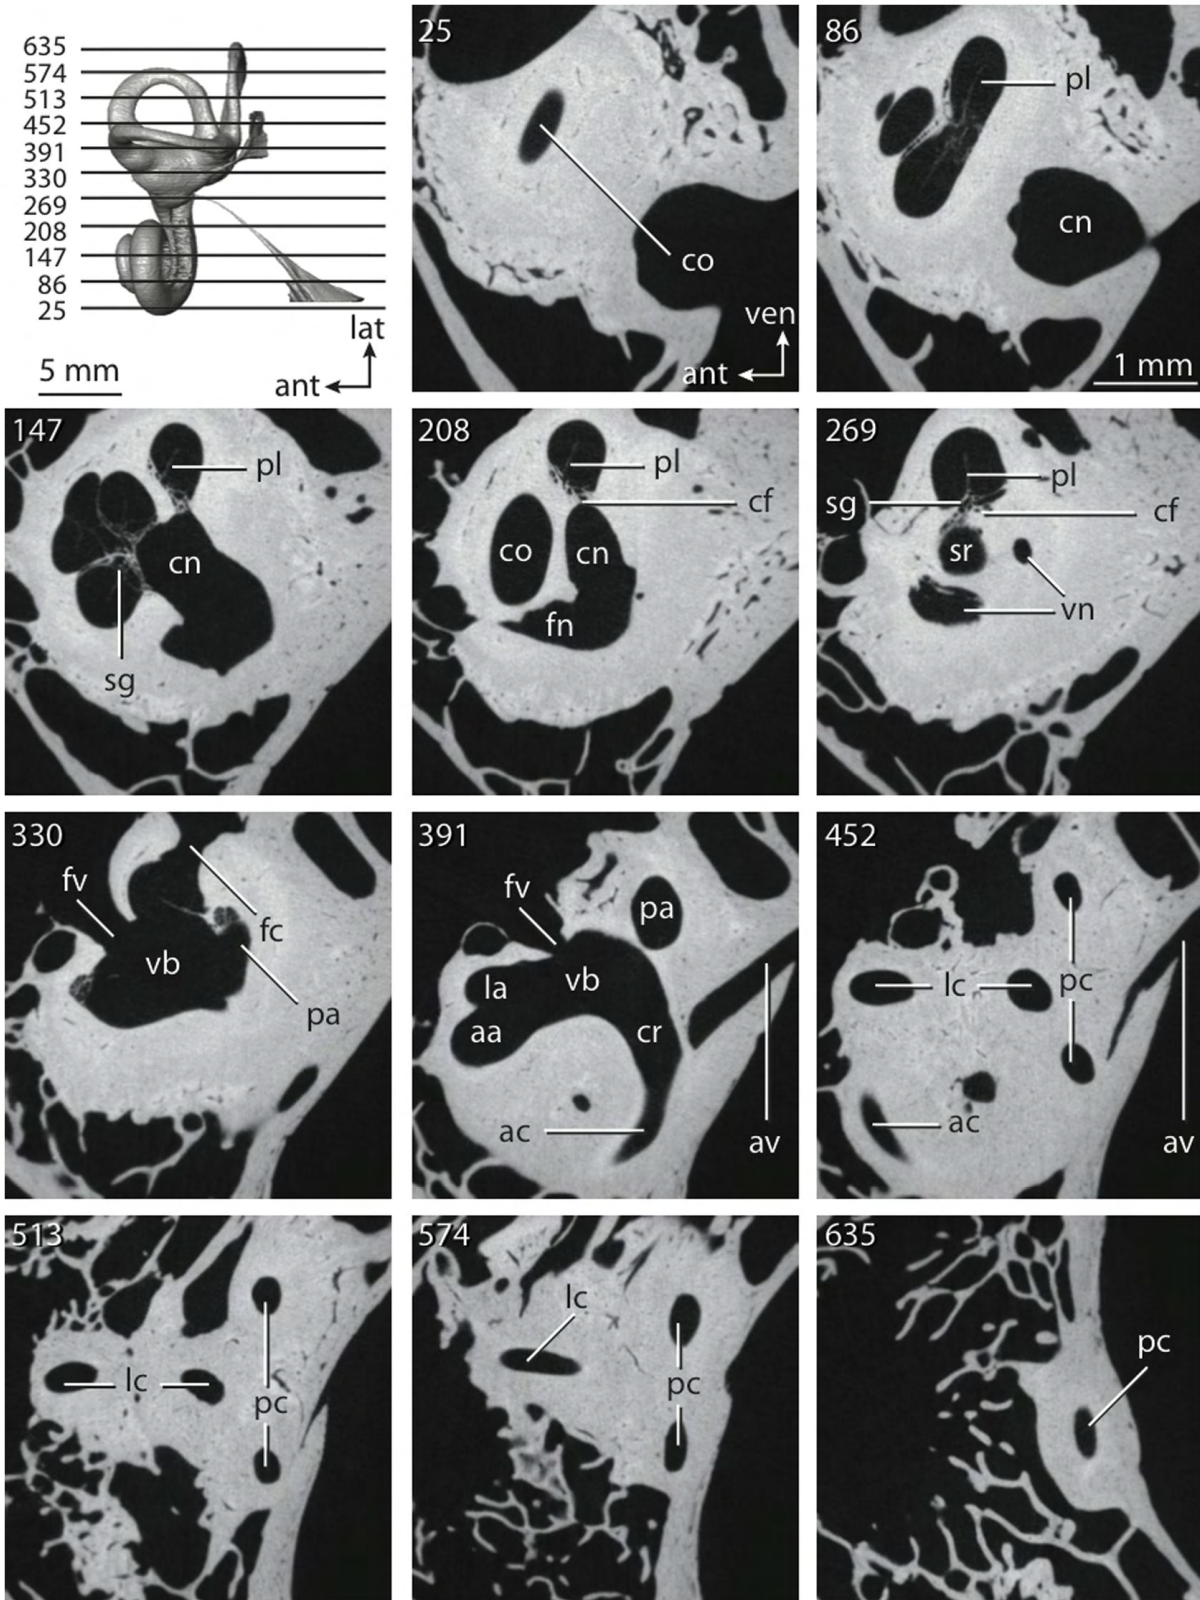 635
574
513
452
391
330
269
208
147
86
25
5 mm
lat
ant
25
co
ven
ant
86
pl
cn
1 mm
147
pl
cn
sg
208
pl
cf
co
cn
fn
269
pl
sg
cf
sr
vn
330
fv
fc
vb
pa
391
fv
pa
la
vb
aa
cr
ac
av
452
lc
pc
ac
av
513
lc
pc
574
lc
pc
635
pc